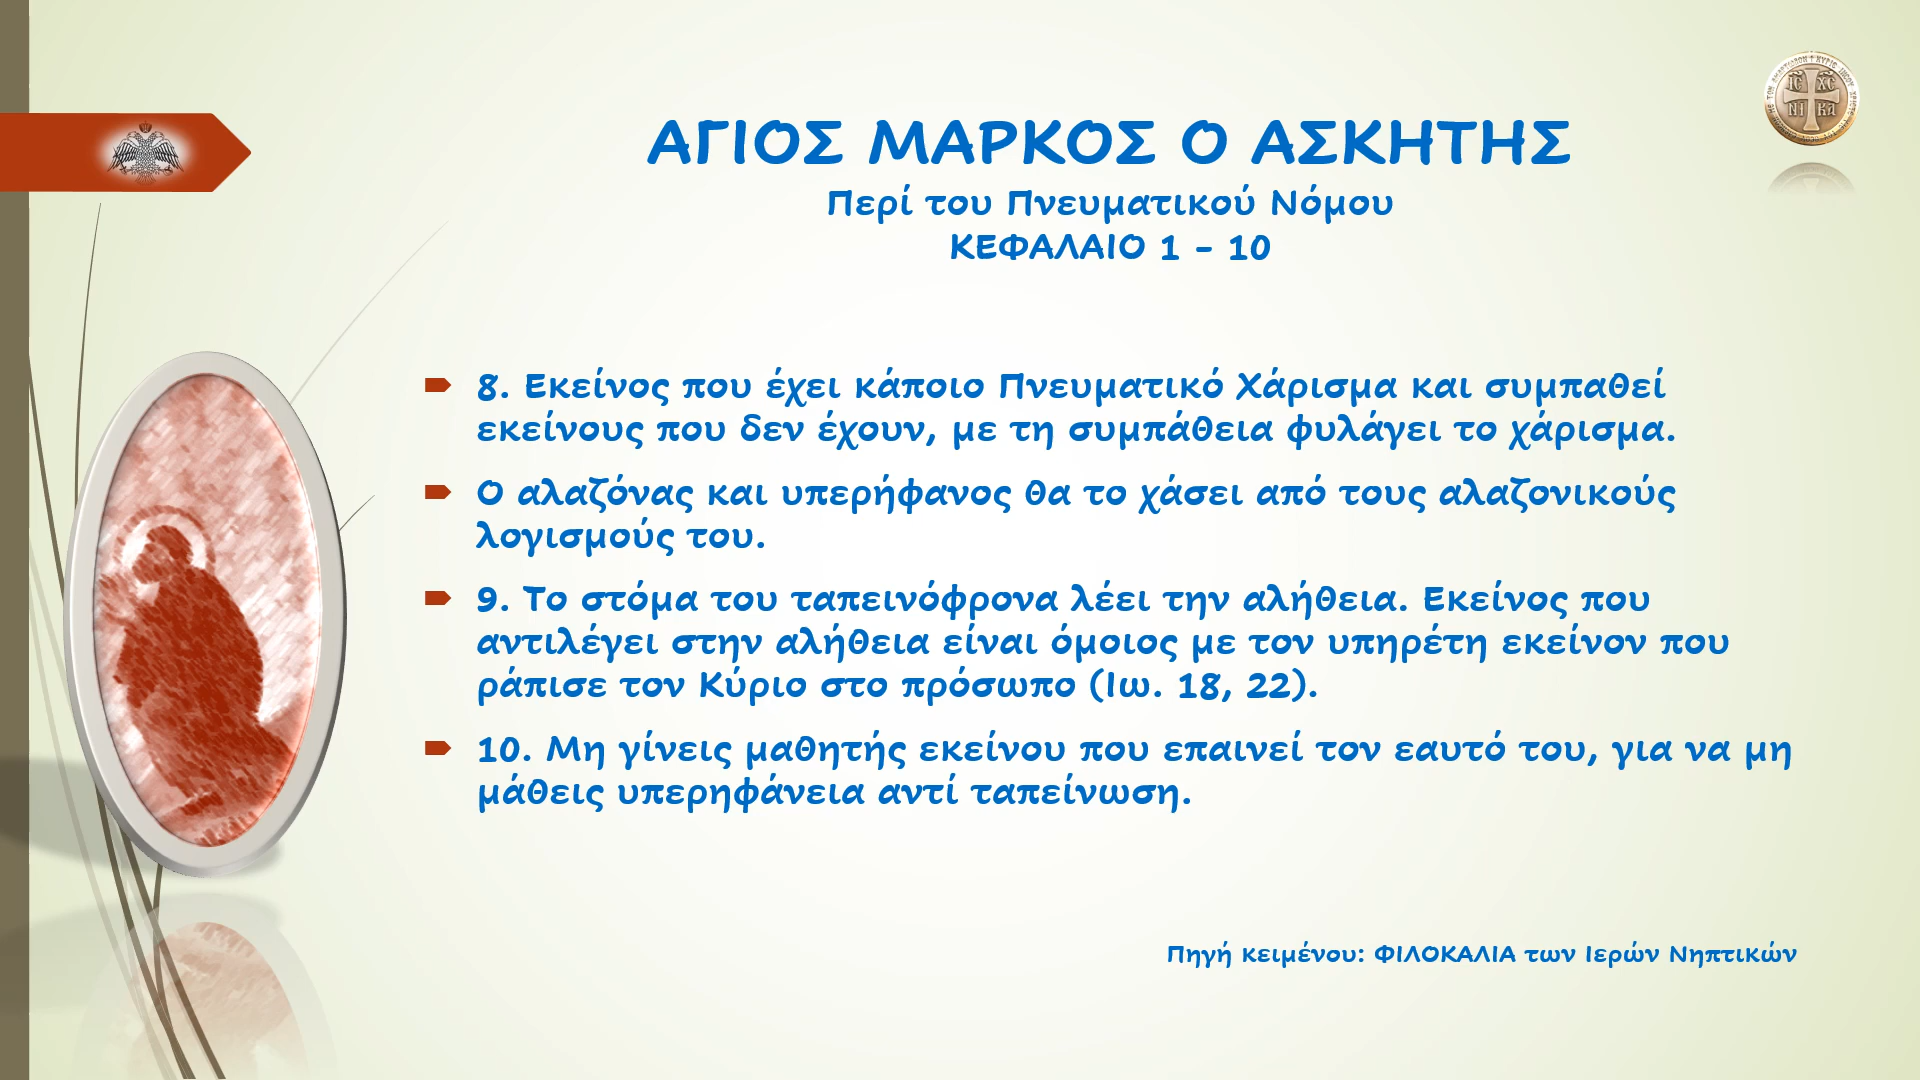 ΑΓΙΟΣ ΜΑΡΚΟΣ Ο ΑΣΚΗΤΗΣ
Περί του Πνευματικού Νόμου
ΚΕΦΑΛΑΙΟ 1 – 10
IC XC
NI KA
8. Εκείνος που έχει κάποιο Πνευματικό Χάρισμα και συμπαθεί
εκείνους που δεν έχουν, με τη συμπάθεια φυλάγει το χάρισμα.
Ο αλαζόνας και υπερήφανος θα το χάσει από τους αλαζονικούς
λογισμούς του.
9. Το στόμα του ταπεινόφρονα λέει την αλήθεια. Εκείνος που
αντιλέγει στην αλήθεια είναι όμοιος με τον υπηρέτη εκείνον που
ράπισε τον Κύριο στο πρόσωπο (Ιω. 18, 22).
10. Μη γίνεις μαθητής εκείνου που επαινεί τον εαυτό του, για να μη
μάθεις υπερηφάνεια αντί ταπείνωση.
Πηγή κειμένου: ΦΙΛΟΚΑΛΙΑ των Ιερών Νηπτικών